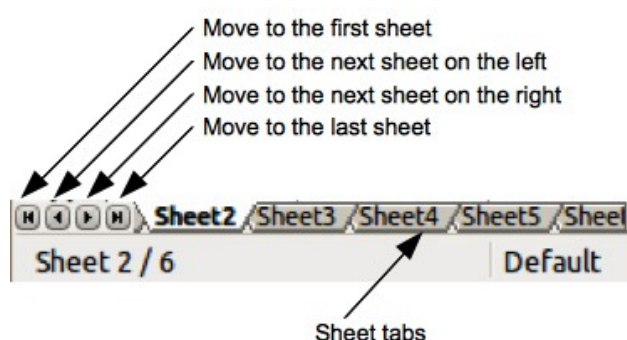 Move to the first sheet
Move to the next sheet on the left
Move to the next sheet on the right
Move to the last sheet
Sheet2 Sheet3 Sheet4 Sheet5 Sheet
Sheet 2 / 6 Default
Sheet tabs